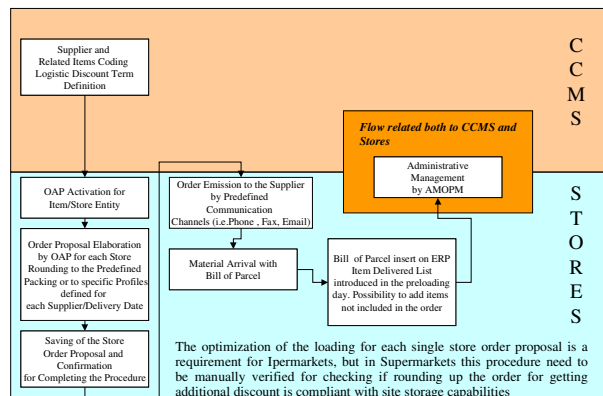 Supplier and
Related Items Coding
Logistic Discount Term
Definition
C
C
M
S
Flow related both to CCMS and
Stores
Administrative
Management
by AMOPM
OAP Activation for
Item/Store Entity
Order Emission to the Supplier
by Predefined
Communication
Channels (i.e.Phone , Fax, Email)
S
T
O
R
E
S
Order Proposal Elaboration
by OAP for each Store
Rounding to the Predefined
Packing or to specific Profiles
defined for
each Supplier/Delivery Date
Material Arrival with
Bill of Parcel
Bill of Parcel insert on ERP
Item Delivered List
introduced in the preloading
day. Possibility to add items
not included in the order
Saving of the Store
Order Proposal and
Confirmation
for Completing the Procedure
The optimization of the loading for each single store order proposal is a
requirement for Ipermarkets, but in Supermarkets this procedure need to
be manually verified for checking if rounding up the order for getting
additional discount is compliant with site storage capabilities